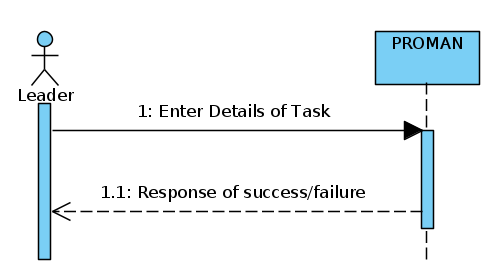 PROMAN
Leader
1: Enter Details of Task
1.1: Response of success/failure